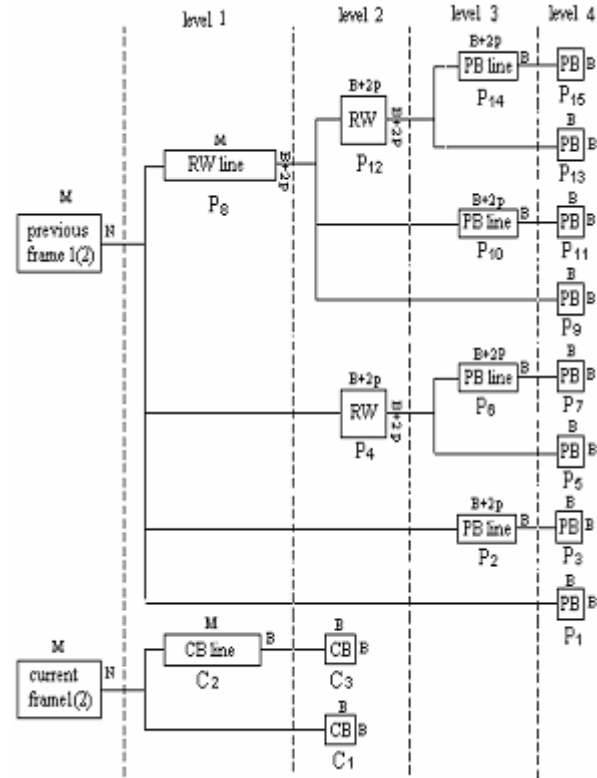 level 1
level 2
level 3
level 4
B+2p
PB line
B
P14
B
PB
B
P15
B+2p
RW
B+2P
P12
B
PB
B
P13
M
RW line
B+2P
P8
B+2p
PB line
B
P10
B
PB
B
P11
M
previous
frame 1(2)
N
B
PB
B
P9
B+2p
RW
B+2P
P4
B+2P
PB line
B
P6
B
PB
B
P7
B
PB
B
P5
B+2p
PB line
B
P2
B
PB
B
P3
B
PB
B
P1
M
current
frame1(2)
N
M
CB line
B
C2
B
CB
B
C3
B
CB
B
C1